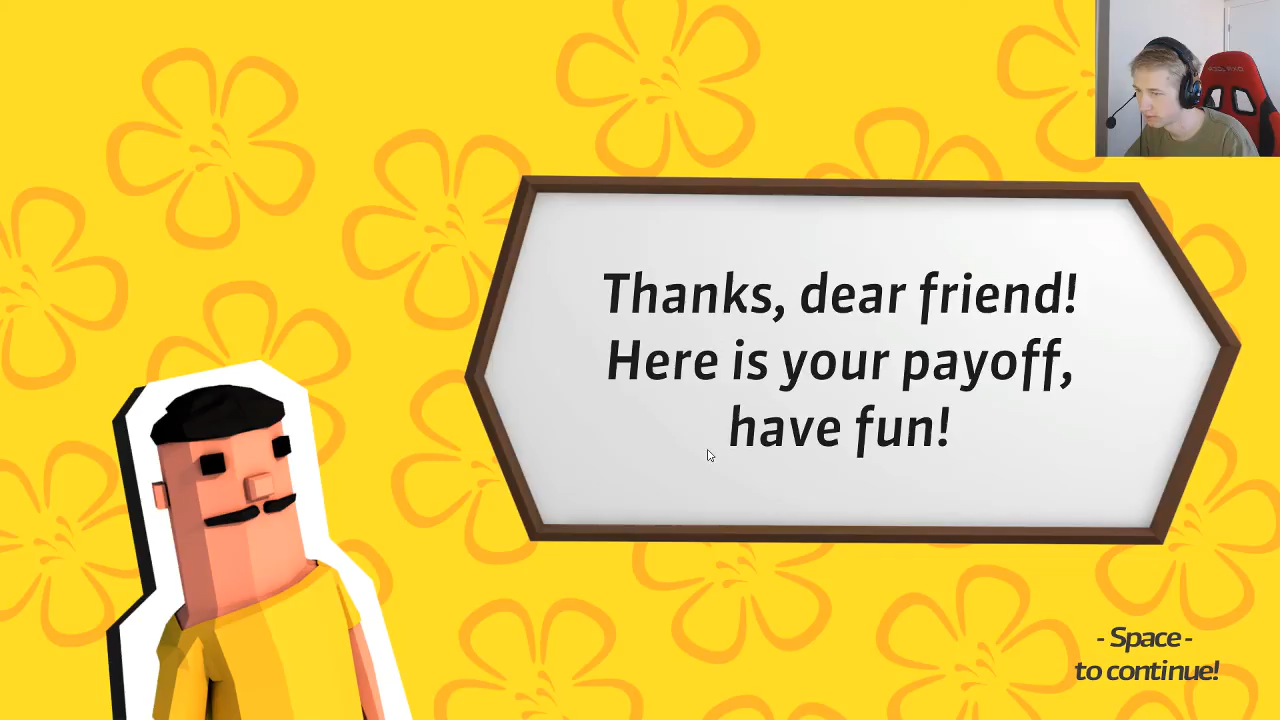 Thanks, dear friend!
Here is your payoff,
have fun!
- Space -
to continue!